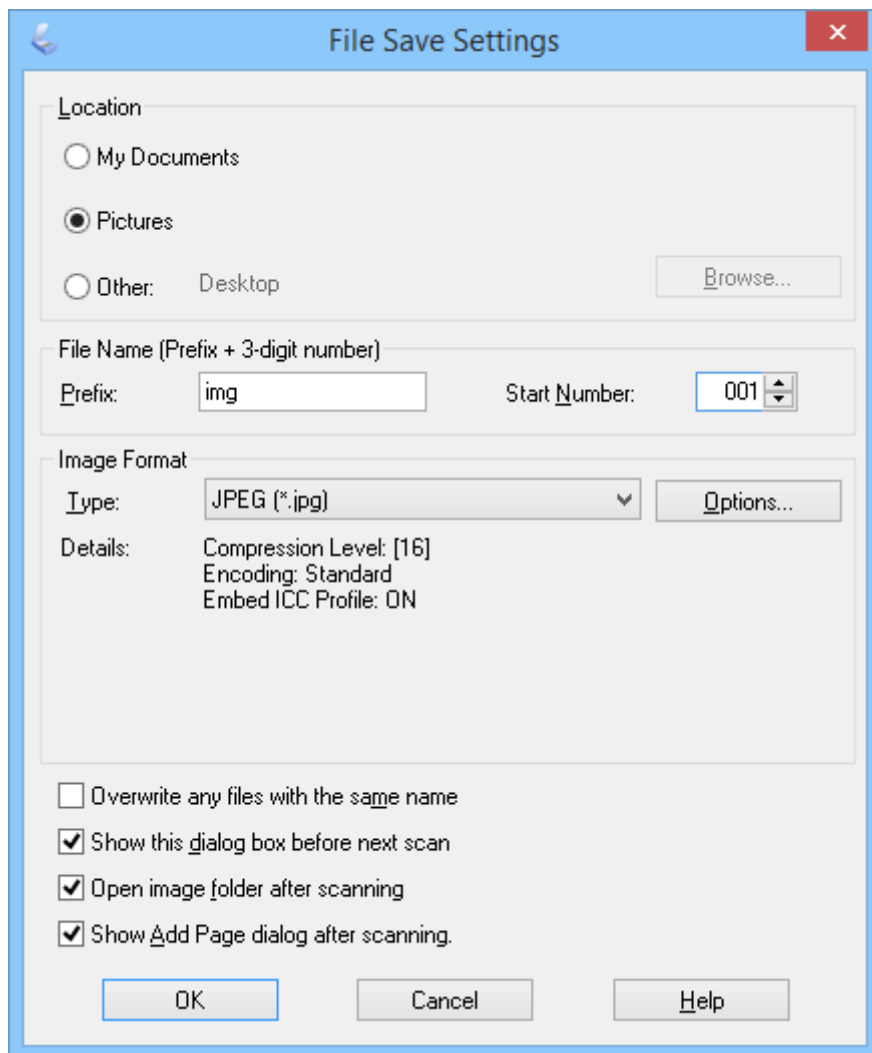 File Save Settings
Location
My Documents
Pictures
Other: Desktop Browse...
File Name (Prefix + 3-digit number)
Prefix: img Start Number: 001
Image Format
Type: JPEG (*.jpg) Options...
Details: Compression Level: [16]
Encoding: Standard
Embed ICC Profile: ON
Overwrite any files with the same name
Show this dialog box before next scan
Open image folder after scanning
Show Add Page dialog after scanning.
OK Cancel Help